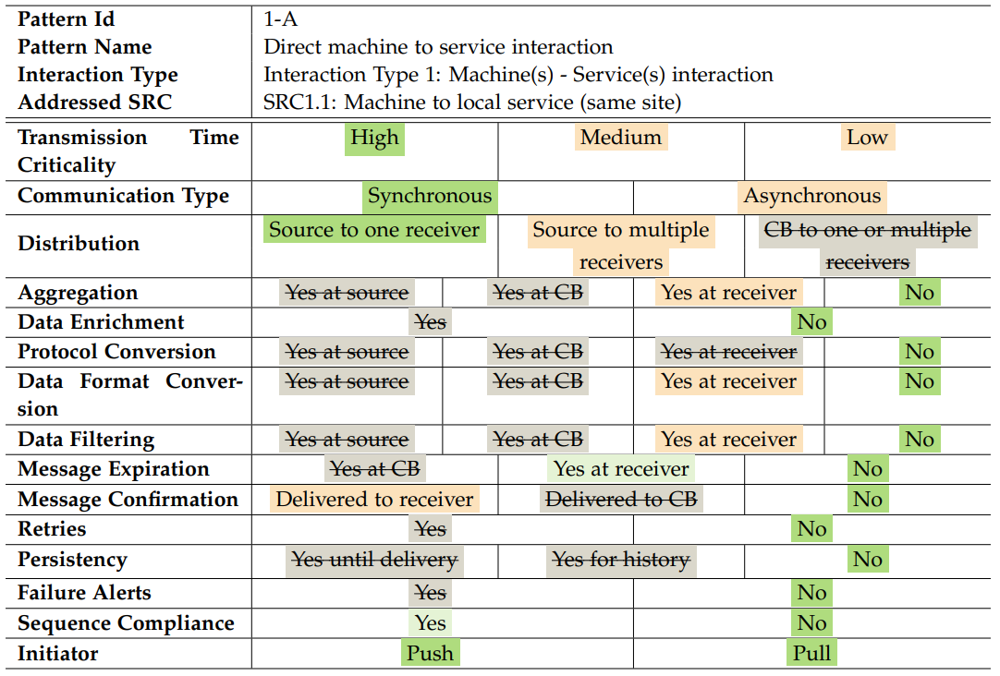 Pattern Id 1-A
Pattern Name Direct machine to service interaction
Interaction Type Interaction Type 1: Machine(s) - Service(s) interaction
Addressed SRC SRC1.1: Machine to local service (same site)
Transmission Time High Medium Low
Criticality
Communication Type Synchronous Asynchronous
Distribution Source to one receiver Source to multiple CB to one or multiple
receivers receivers
Aggregation Yes at source Yes at CB Yes at receiver No
Data Enrichment Yes No
Protocol Conversion Yes at source Yes at CB Yes at receiver No
Data Format Conver- Yes at source Yes at CB Yes at receiver No
sion
Data Filtering Yes at source Yes at CB Yes at receiver No
Message Expiration Yes at CB Yes at receiver No
Message Confirmation Delivered to receiver Delivered to CB No
Retries Yes No
Persistency Yes until delivery Yes for history No
Failure Alerts Yes No
Sequence Compliance Yes No
Initiator Push Pull